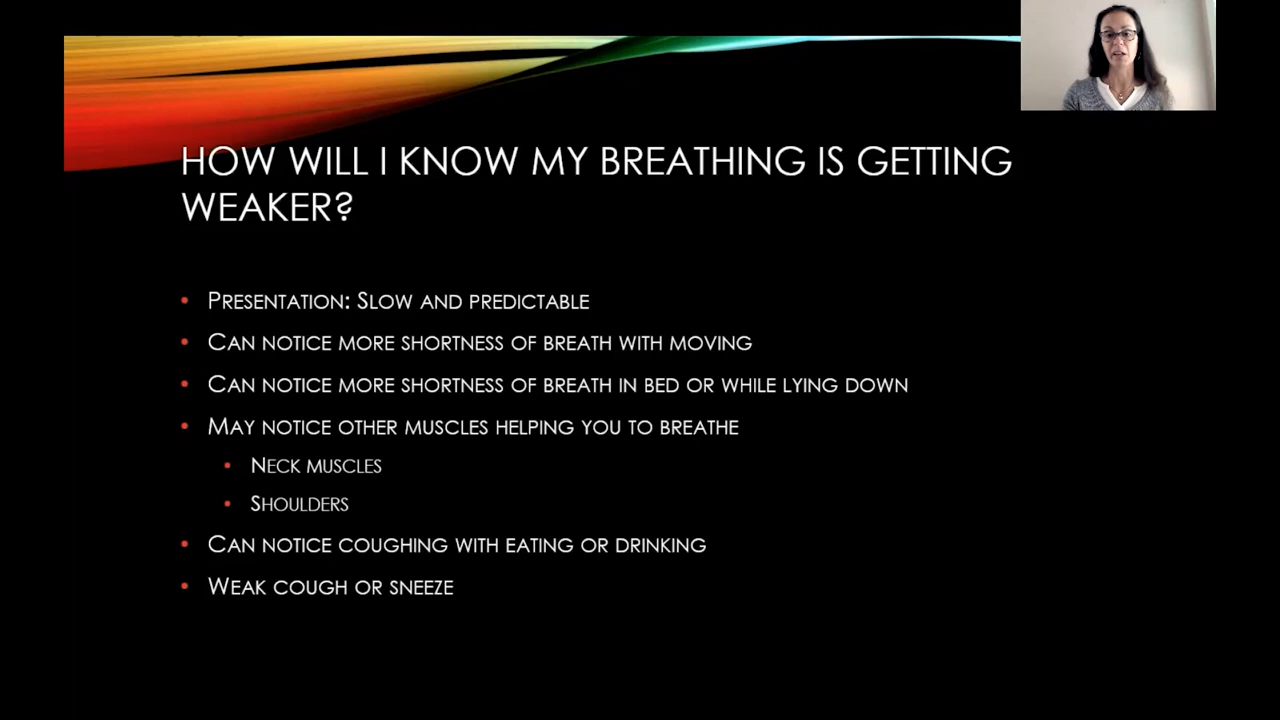 HOW WILL I KNOW MY BREATHING IS GETTING
WEAKER?
• PRESENTATION: SLOW AND PREDICTABLE
• CAN NOTICE MORE SHORTNESS OF BREATH WITH MOVING
• CAN NOTICE MORE SHORTNESS OF BREATH IN BED OR WHILE LYING DOWN
• MAY NOTICE OTHER MUSCLES HELPING YOU TO BREATHE
• NECK MUSCLES
• SHOULDERS
• CAN NOTICE COUGHING WITH EATING OR DRINKING
• WEAK COUGH OR SNEEZE